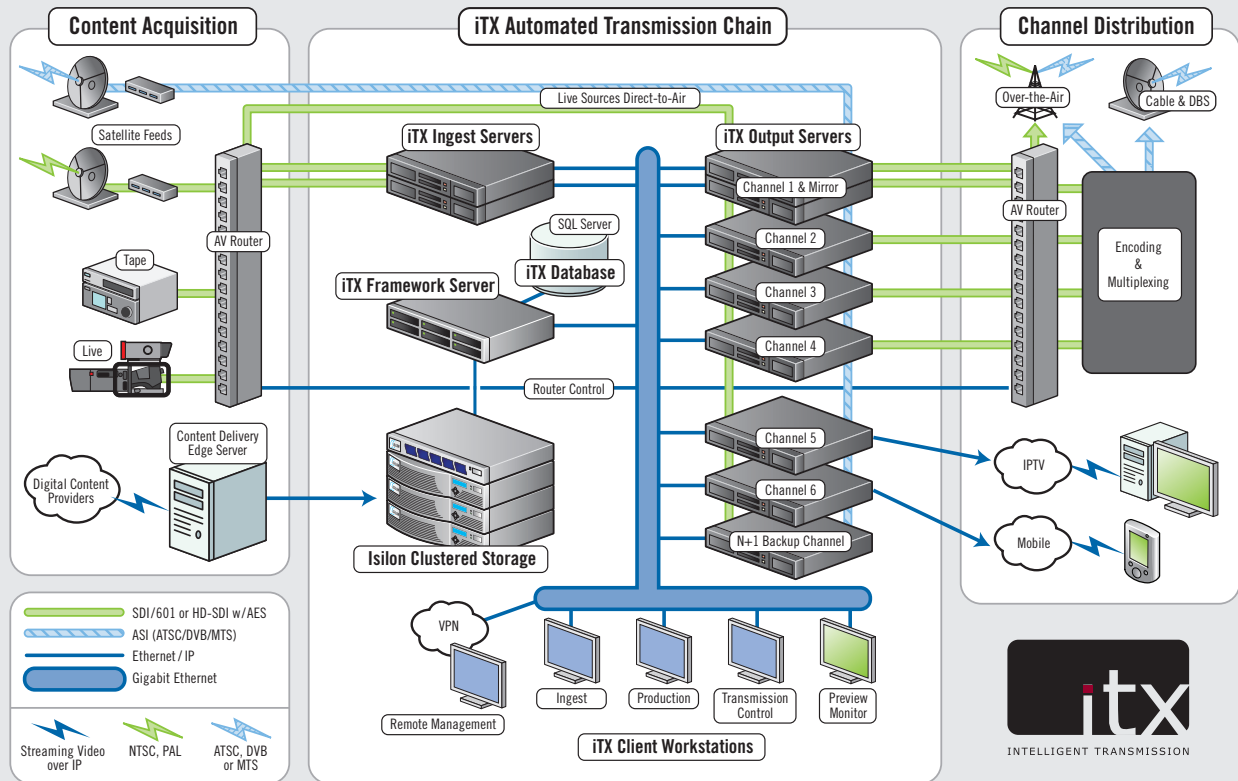 Content Acquisition
iTX Automated Transmission Chain
Channel Distribution
Satellite Feeds
AV Router
Tape
Live
Content Delivery
Edge Server
Digital Content
Providers
Live Sources Direct-to-Air
iTX Ingest Servers
iTX Output Servers
SQL Server
iTX Database
iTX Framework Server
Router Control
Isilon Clustered Storage
Channel 1 & Mirror
Channel 2
Channel 3
Channel 4
Channel 5
Channel 6
N+1 Backup Channel
Over-the-Air
Cable & DBS
AV Router
Encoding
&
Multiplexing
IPTV
Mobile
VPN
Remote Management
Ingest
Production
Transmission
Control
Preview
Monitor
iTX Client Workstations
SDI/601 or HD-SDI w/AES
ASI (ATSC/DVB/MTS)
Ethernet/IP
Gigabit Ethernet
Streaming Video
over IP
NTSC, PAL
ATSC, DVB
or MTS
itx
INTELLIGENT TRANSMISSION